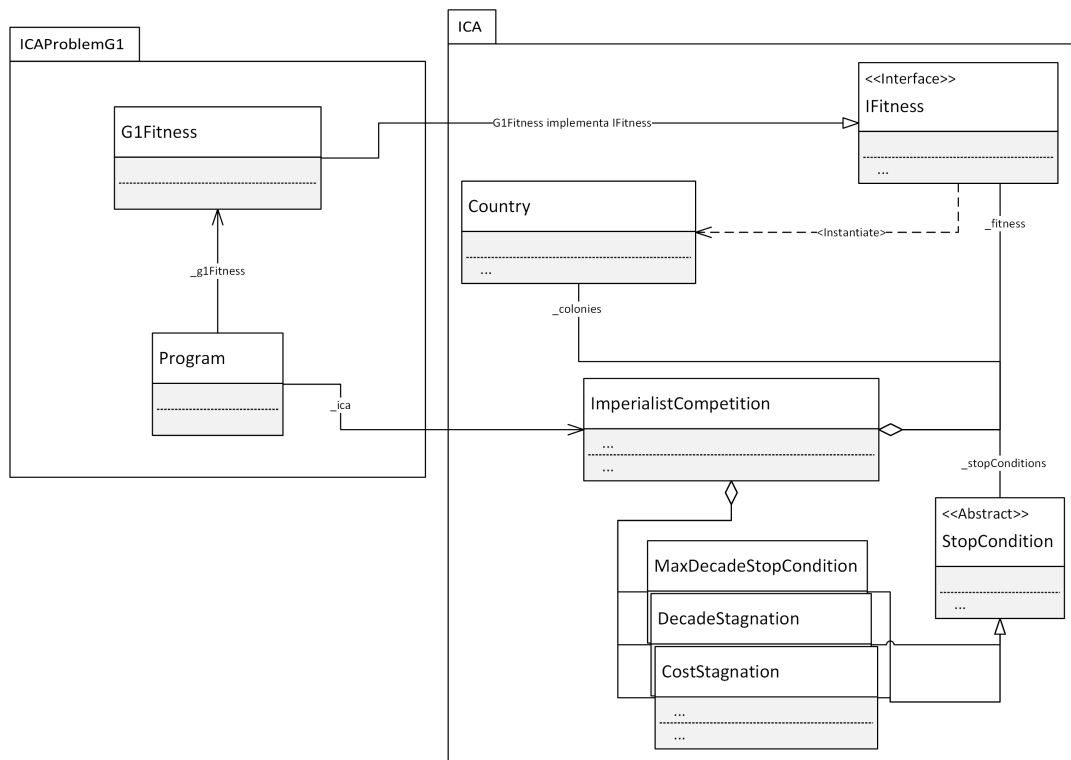 ICAProblemG1
ICA
<<Interface>>
IFitness
...
G1Fitness
G1Fitness implementa IFitness
Country
...
<Instantiate>
_fitness
_g1Fitness
_colonies
Program
_ica
ImperialistCompetition
...
...
_stopConditions
<<Abstract>>
StopCondition
...
MaxDecadeStopCondition
DecadeStagnation
CostStagnation
...
...